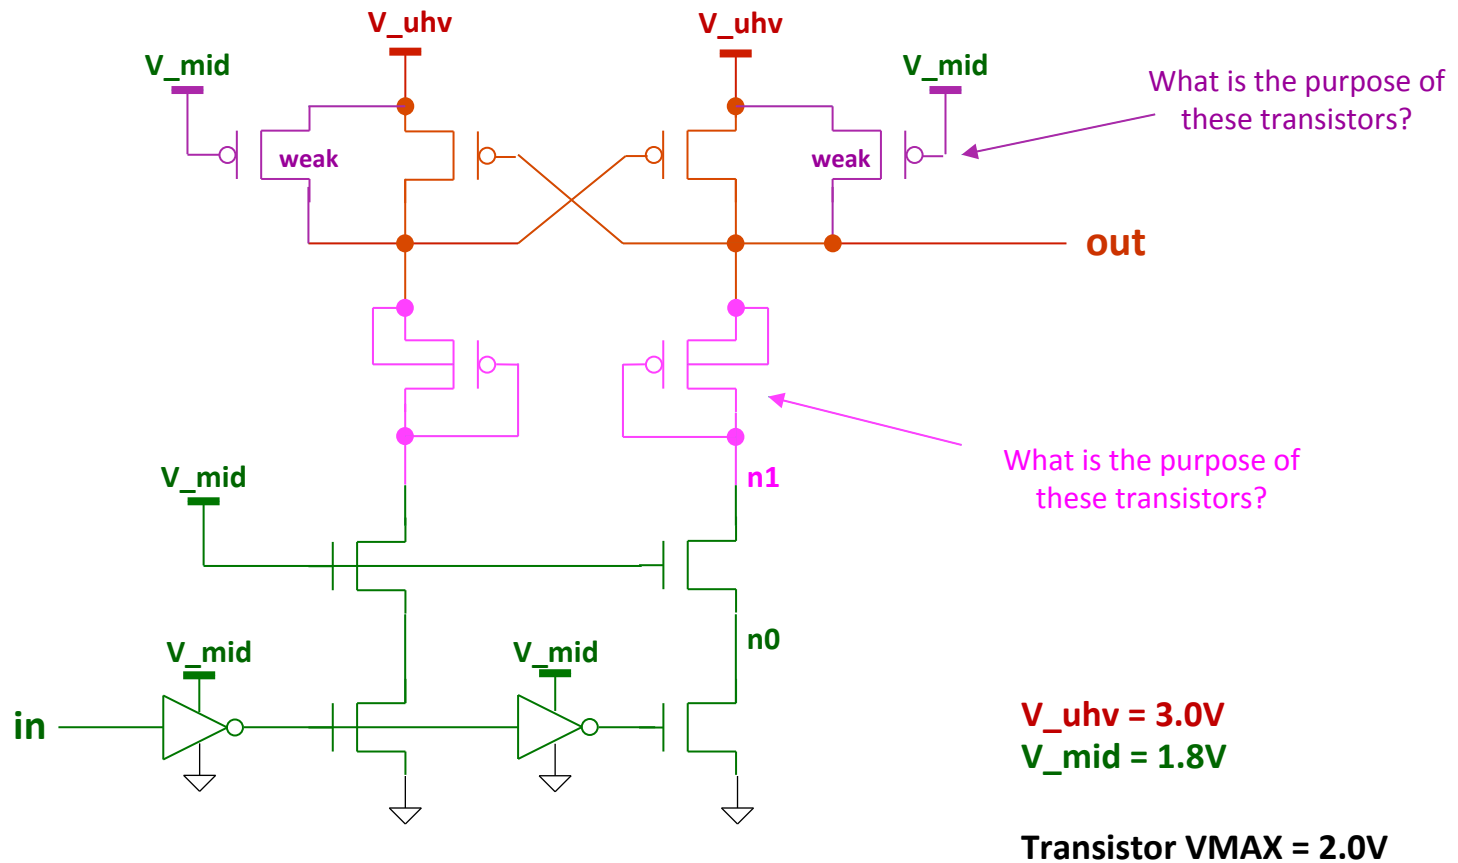 V_uhv
V_uhv
V_mid
V_mid
What is the purpose of
these transistors?
weak
weak
out
V_mid
n1
What is the purpose of
these transistors?
V_mid
V_mid
n0
in
V_uhv = 3.0V
V_mid = 1.8V
Transistor VMAX = 2.0V